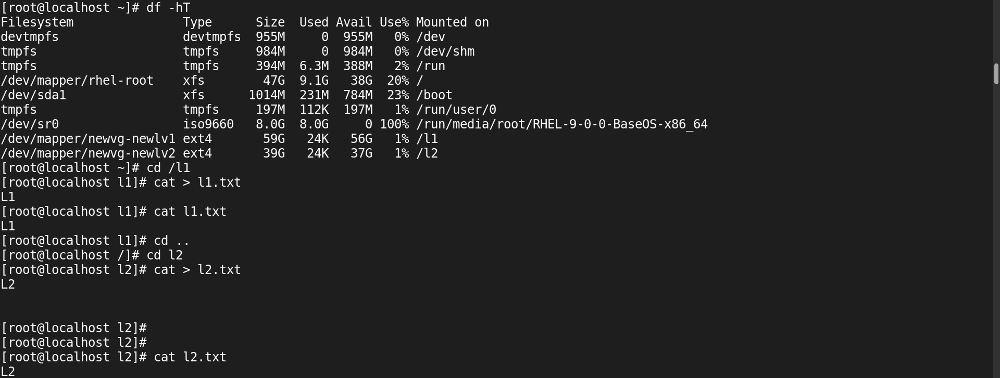 [root@localhost ~]# df -hT
Filesystem               Type      Size  Used Avail Use% Mounted on
devtmpfs                 devtmpfs  955M     0  955M   0% /dev
tmpfs                    tmpfs     984M     0  984M   0% /dev/shm
tmpfs                    tmpfs     394M  6.3M  388M   2% /run
/dev/mapper/rhel-root    xfs        47G  9.1G   38G  20% /
/dev/sda1                xfs      1014M  231M  784M  23% /boot
tmpfs                    tmpfs     197M  112K  197M   1% /run/user/0
/dev/sr0                 iso9660   8.0G  8.0G     0 100% /run/media/root/RHEL-9-0-0-BaseOS-x86_64
/dev/mapper/newvg-newlv1 ext4       59G   24K   56G   1% /l1
/dev/mapper/newvg-newlv2 ext4       39G   24K   37G   1% /l2
[root@localhost ~]# cd /l1
[root@localhost l1]# cat > l1.txt
L1
[root@localhost l1]# cat l1.txt
L1
[root@localhost l1]# cd ..
[root@localhost /]# cd l2
[root@localhost l2]# cat > l2.txt
L2
[root@localhost l2]#
[root@localhost l2]#
[root@localhost l2]# cat l2.txt
L2